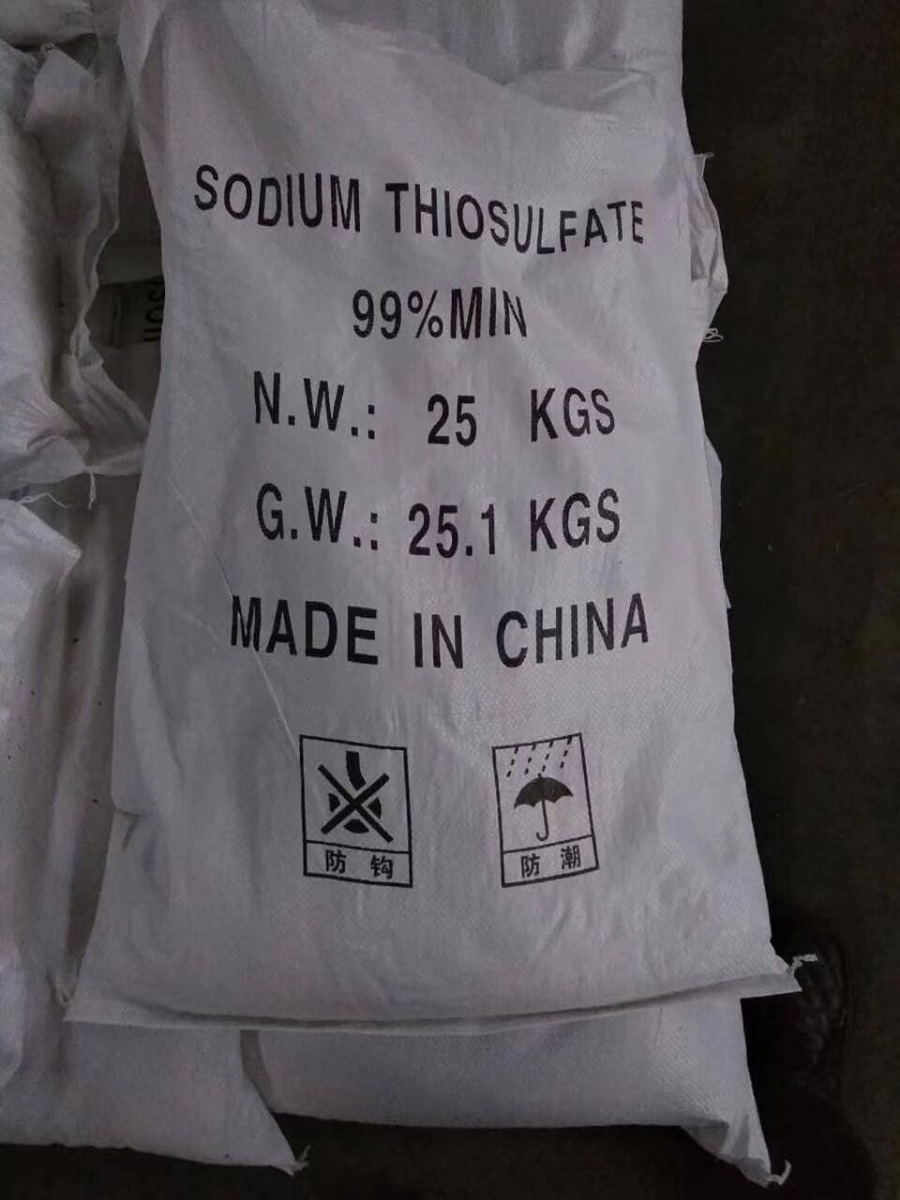 SODIUM THIOSULFATE
99%MIN
N.W.: 25 KGS
G.W.: 25.1 KGS
MADE IN CHINA
防钩
防潮